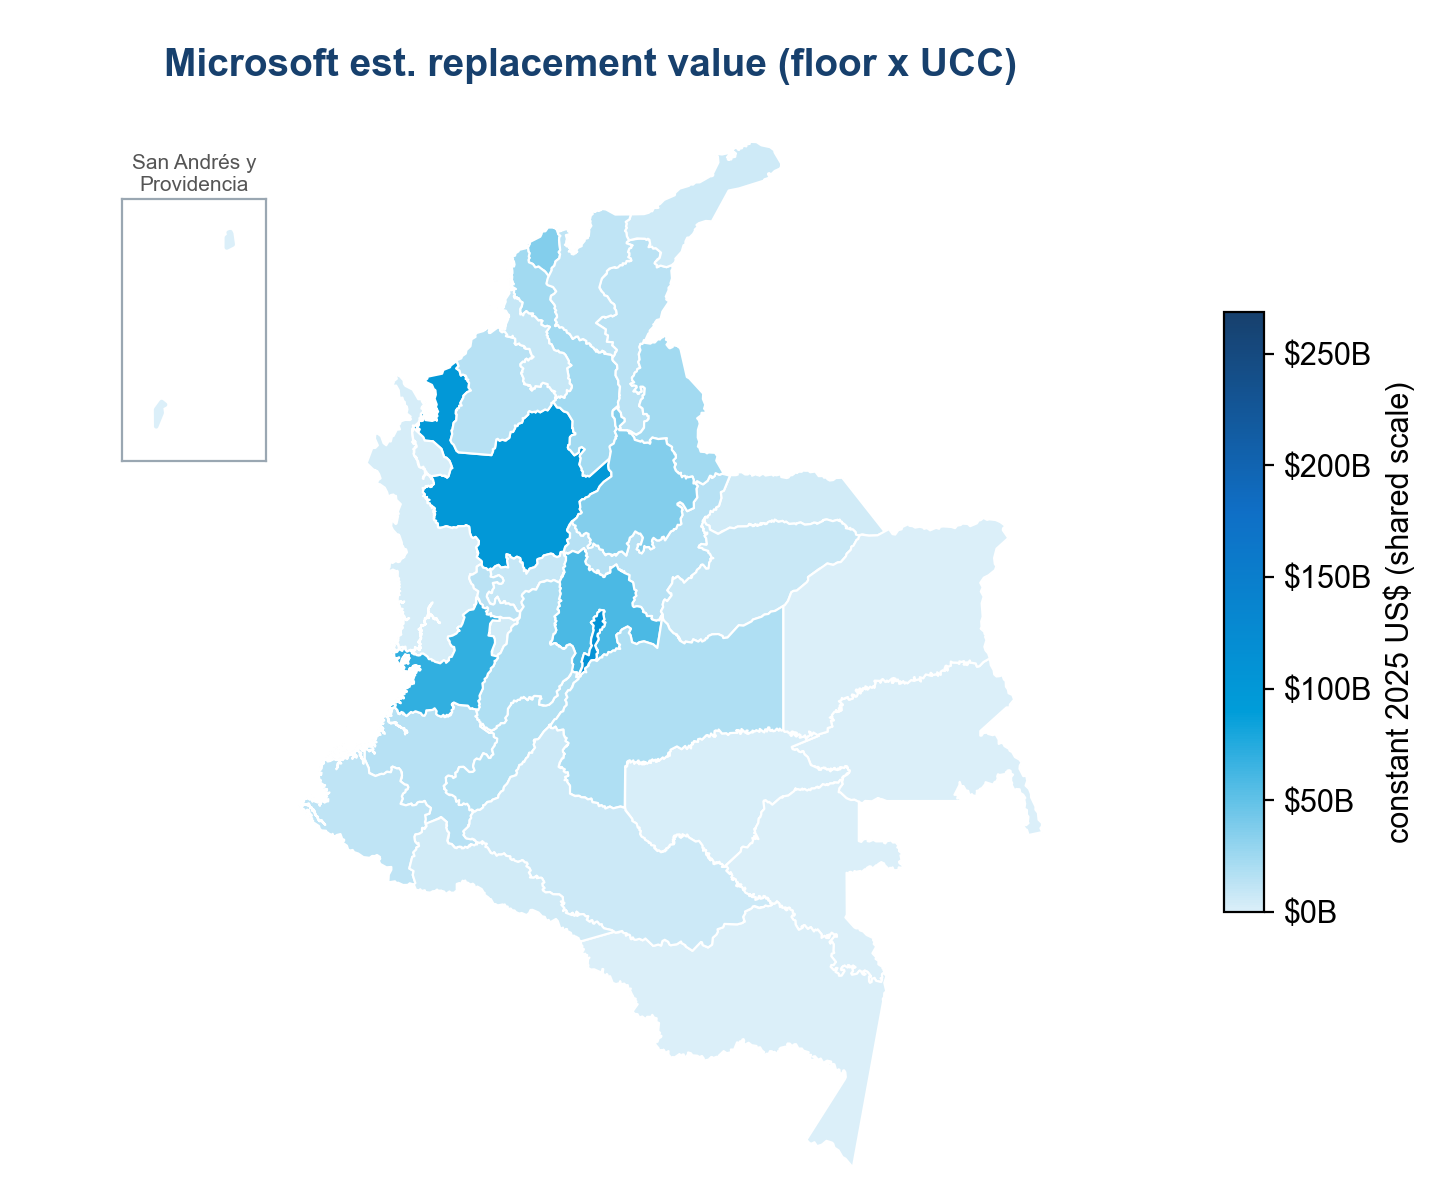 Microsoft est. replacement value (floor x UCC)
San Andrés y
Providencia
$250B
$200B
$150B
$100B
$50B
$0B
constant 2025 US$ (shared scale)